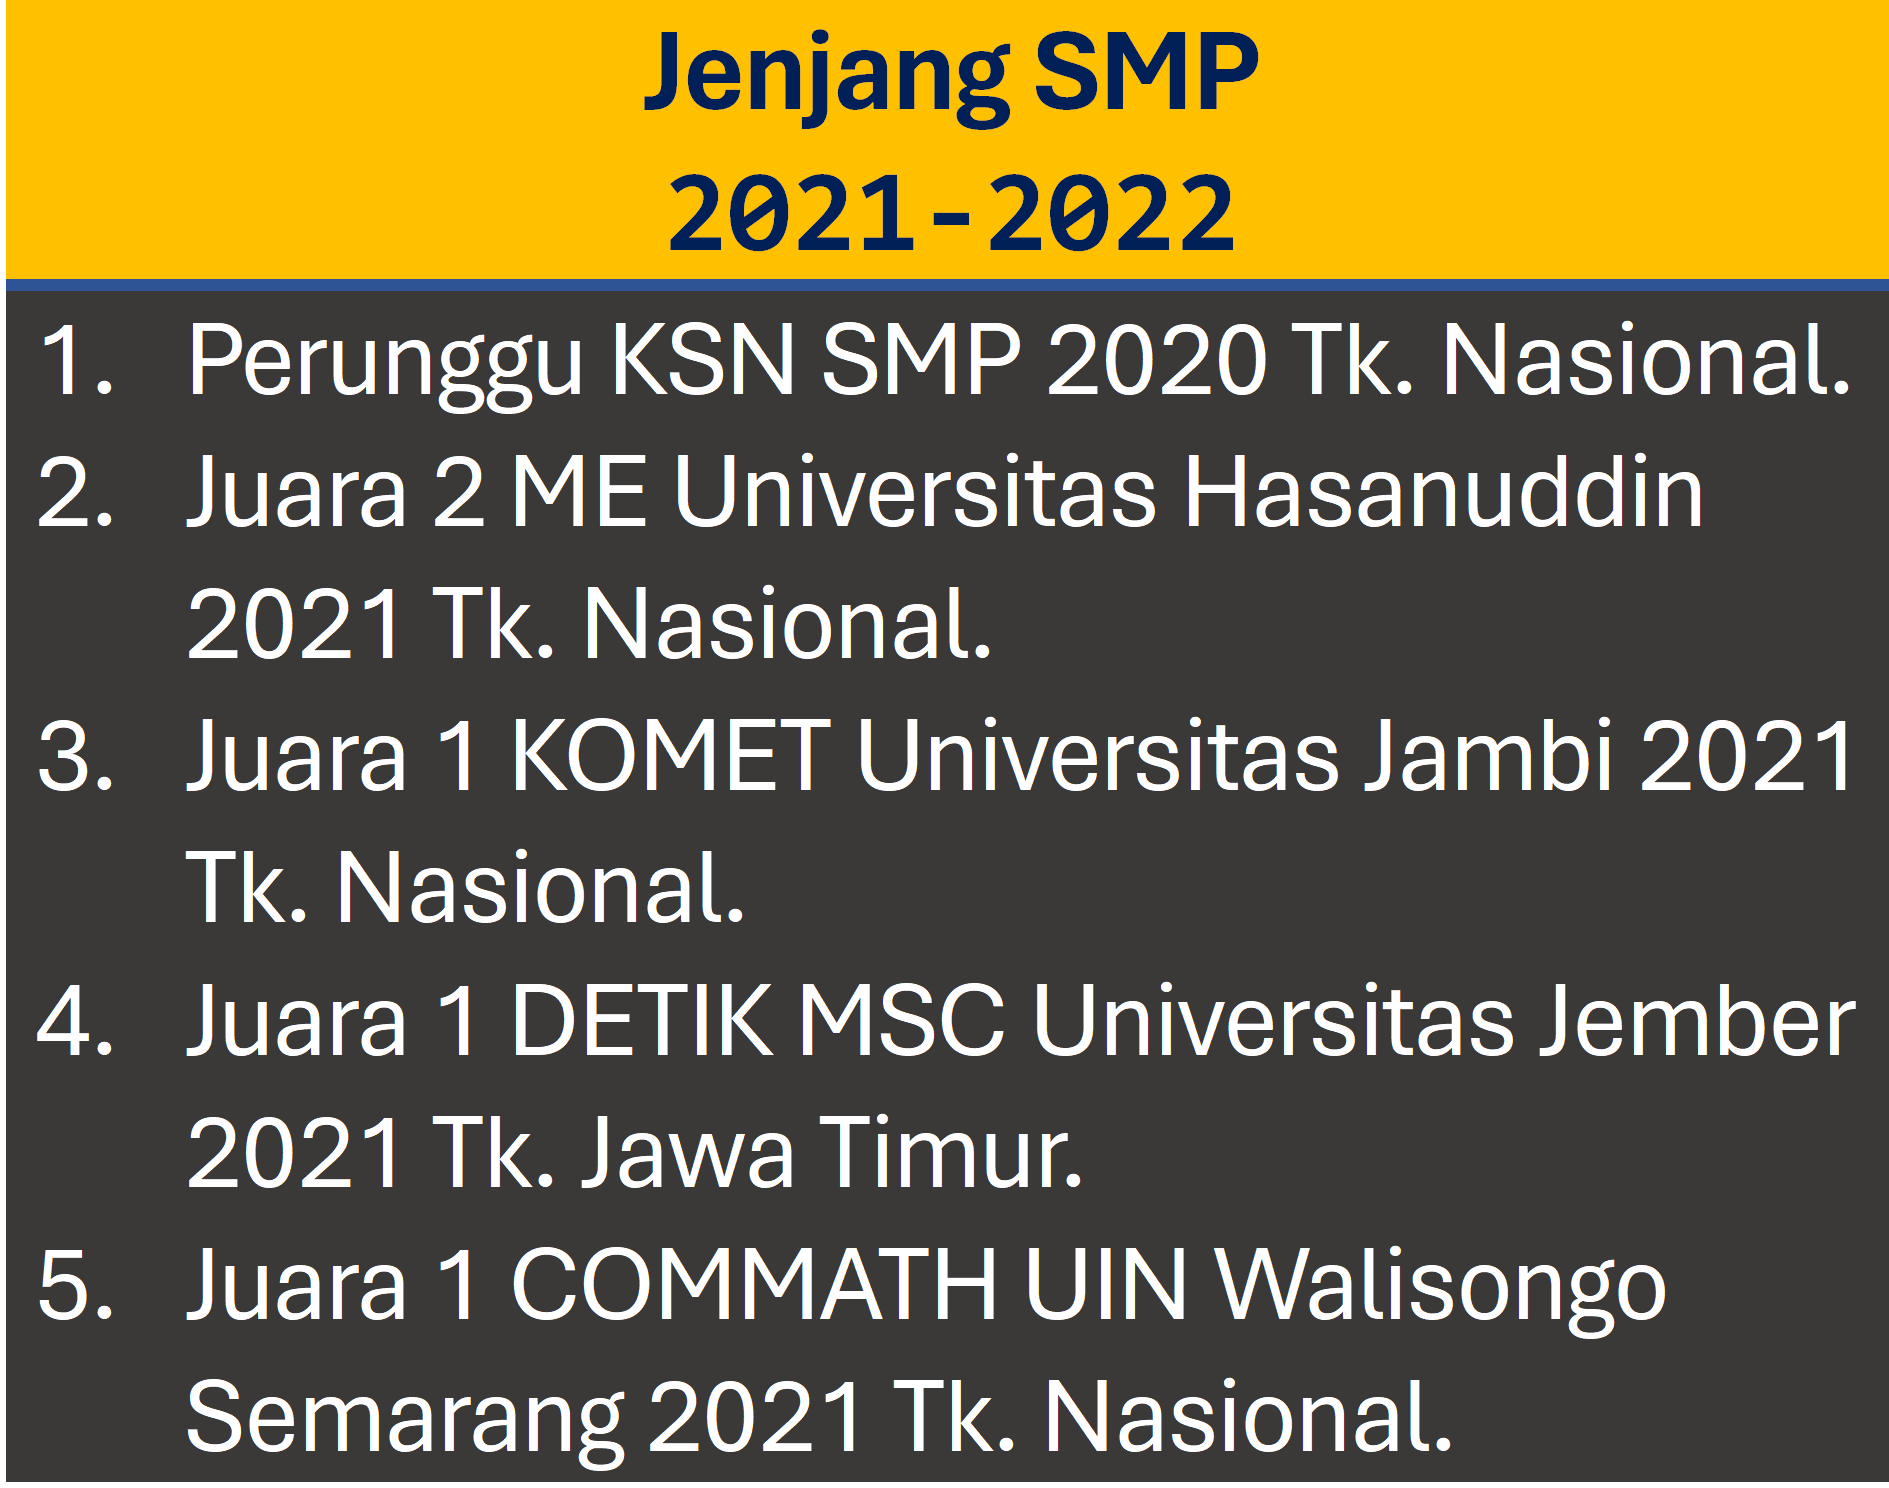 Jenjang SMP
2021-2022
1. Perunggu KSN SMP 2020 Tk. Nasional.
2. Juara 2 ME Universitas Hasanuddin
2021 Tk. Nasional.
3. Juara 1 KOMET Universitas Jambi 2021
Tk. Nasional.
4. Juara 1 DETIK MSC Universitas Jember
2021 Tk. Jawa Timur.
5. Juara 1 COMMATH UIN Walisongo
Semarang 2021 Tk. Nasional.